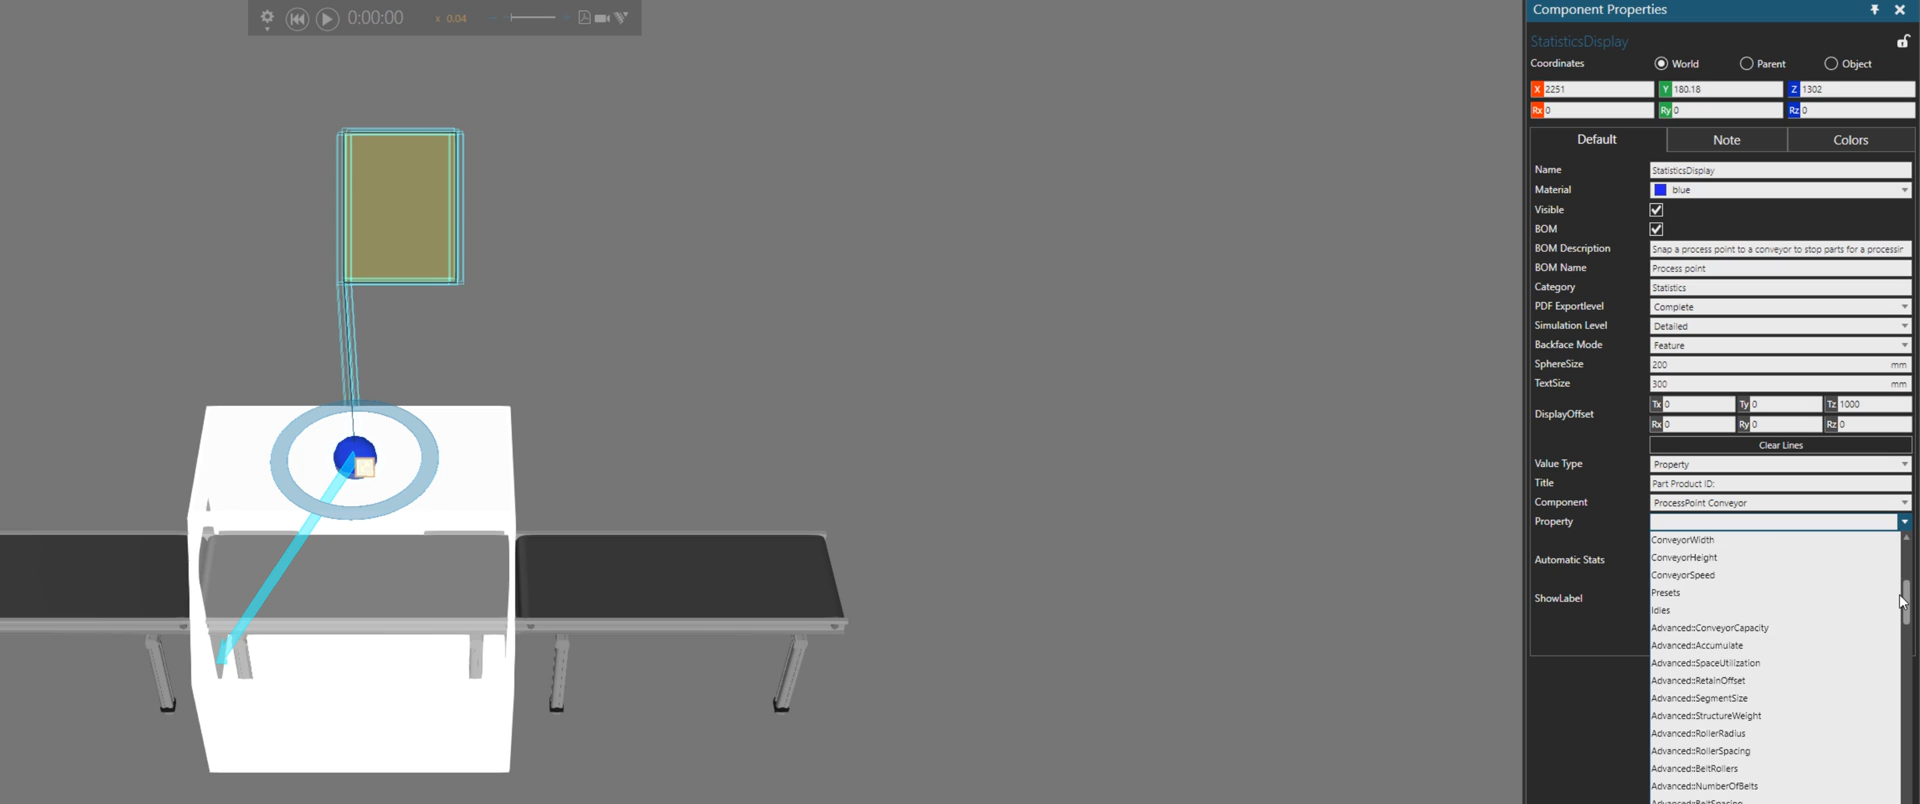 0:00:00 x 0.04
Component Properties
StatisticsDisplay
Coordinates World Parent Object
X 2251 Y 180.18 Z 1302
Rx 0 Ry 0 Rz 0
Default Note Colors
Name StatisticsDisplay
Material blue
Visible
BOM
BOM Description Snap a process point to a conveyor to stop parts for a processir
BOM Name Process point
Category Statistics
PDF Exportlevel Complete
Simulation Level Detailed
Backface Mode Feature
SphereSize 200 mm
TextSize 300 mm
DisplayOffset
Tx 0 Ty 0 Tz 1000
Rx 0 Ry 0 Rz 0
Clear Lines
Value Type Property
Title Part Product ID:
Component ProcessPoint Conveyor
Property
Automatic Stats
ShowLabel
ConveyorWidth
ConveyorHeight
ConveyorSpeed
Presets
Idles
Advanced::ConveyorCapacity
Advanced::Accumulate
Advanced::SpaceUtilization
Advanced::RetainOffset
Advanced::SegmentSize
Advanced::StructureWeight
Advanced::RollerRadius
Advanced::RollerSpacing
Advanced::BeltRollers
Advanced::NumberOfBelts
Advanced::BeltSpacing